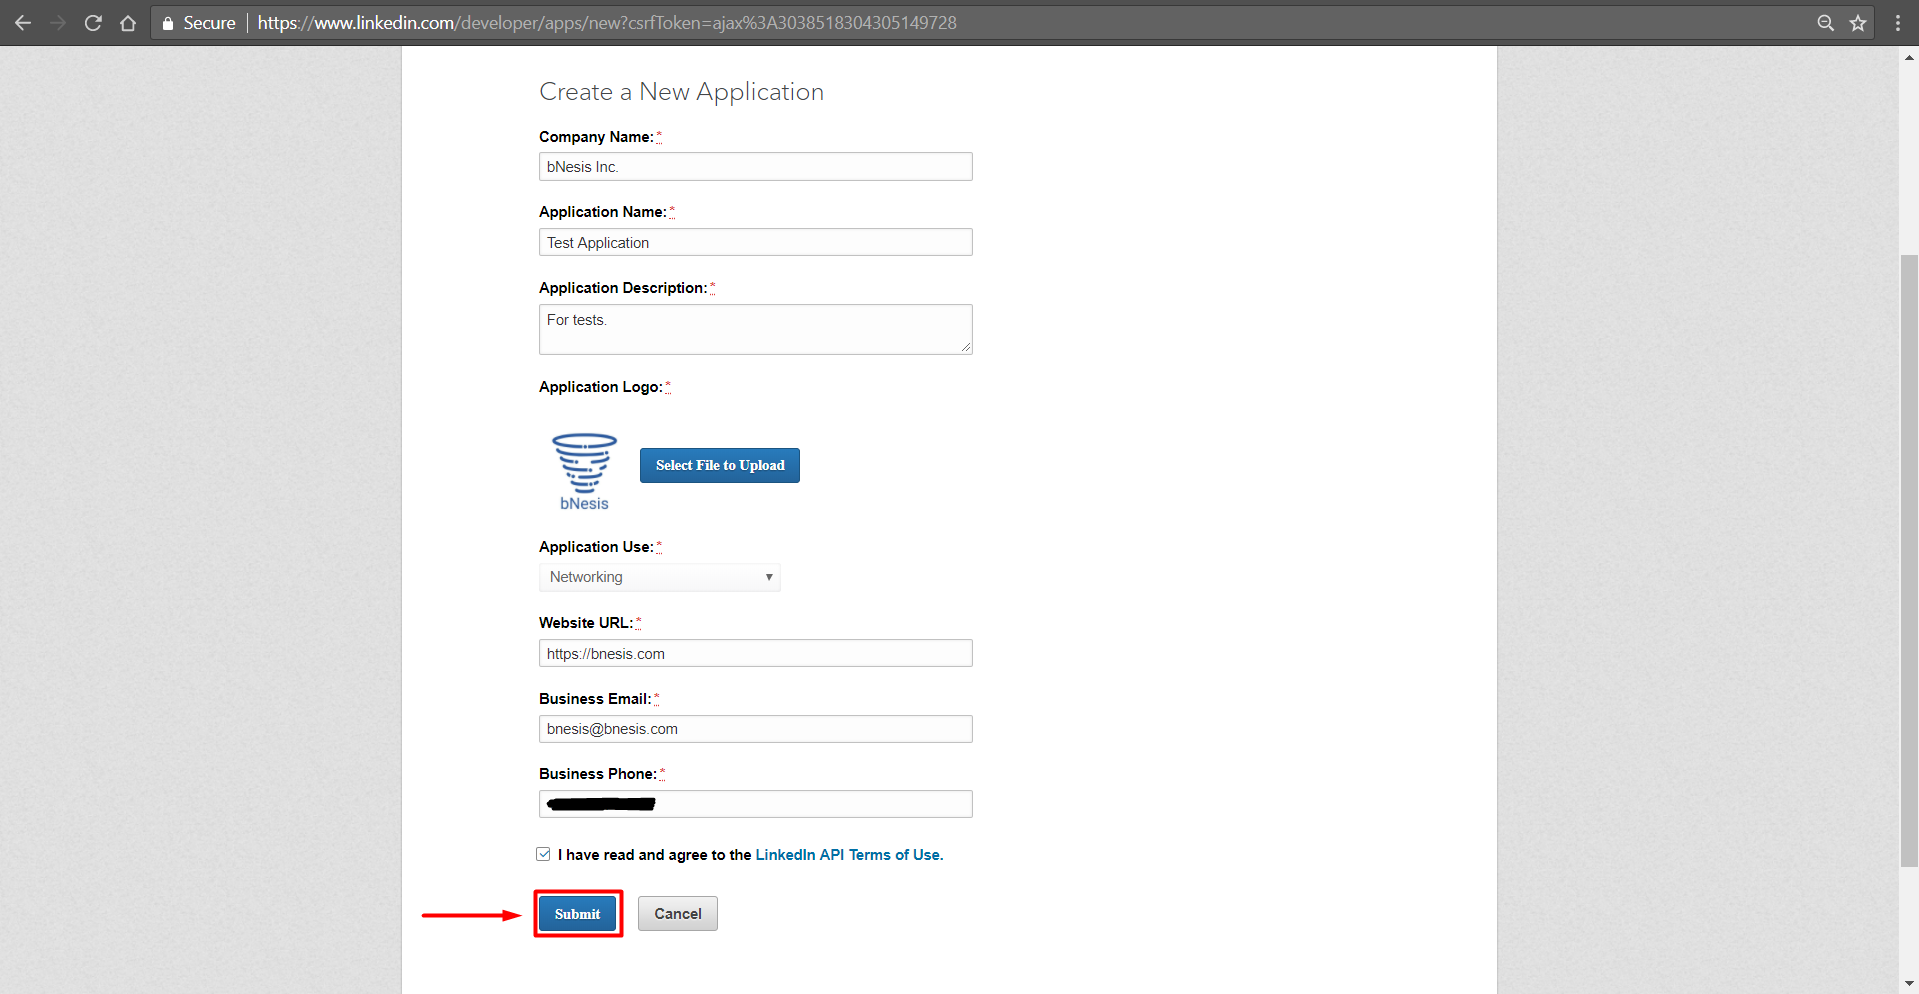 Secure https://www.linkedin.com/developer/apps/new?csrfToken=ajax%3A3038518304305149728
Create a New Application
Company Name:*
bNesis Inc.
Application Name:*
Test Application
Application Description:*
For tests.
Application Logo:*
Select File to Upload
bNesis
Application Use:*
Networking
Website URL:*
https://bnesis.com
Business Email:*
bnesis@bnesis.com
Business Phone:*
I have read and agree to the LinkedIn API Terms of Use.
Submit Cancel